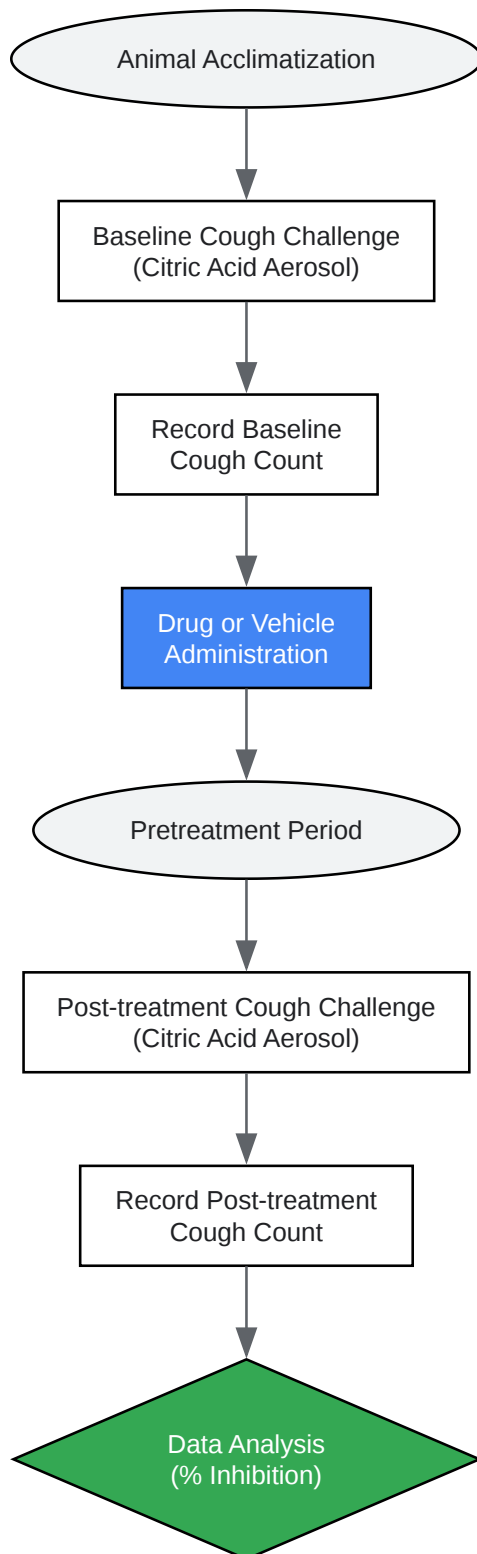 Animal Acclimatization
Baseline Cough Challenge
(Citric Acid Aerosol)
Record Baseline
Cough Count
Drug or Vehicle
Administration
Pretreatment Period
Post-treatment Cough Challenge
(Citric Acid Aerosol)
Record Post-treatment
Cough Count
Data Analysis
(% Inhibition)